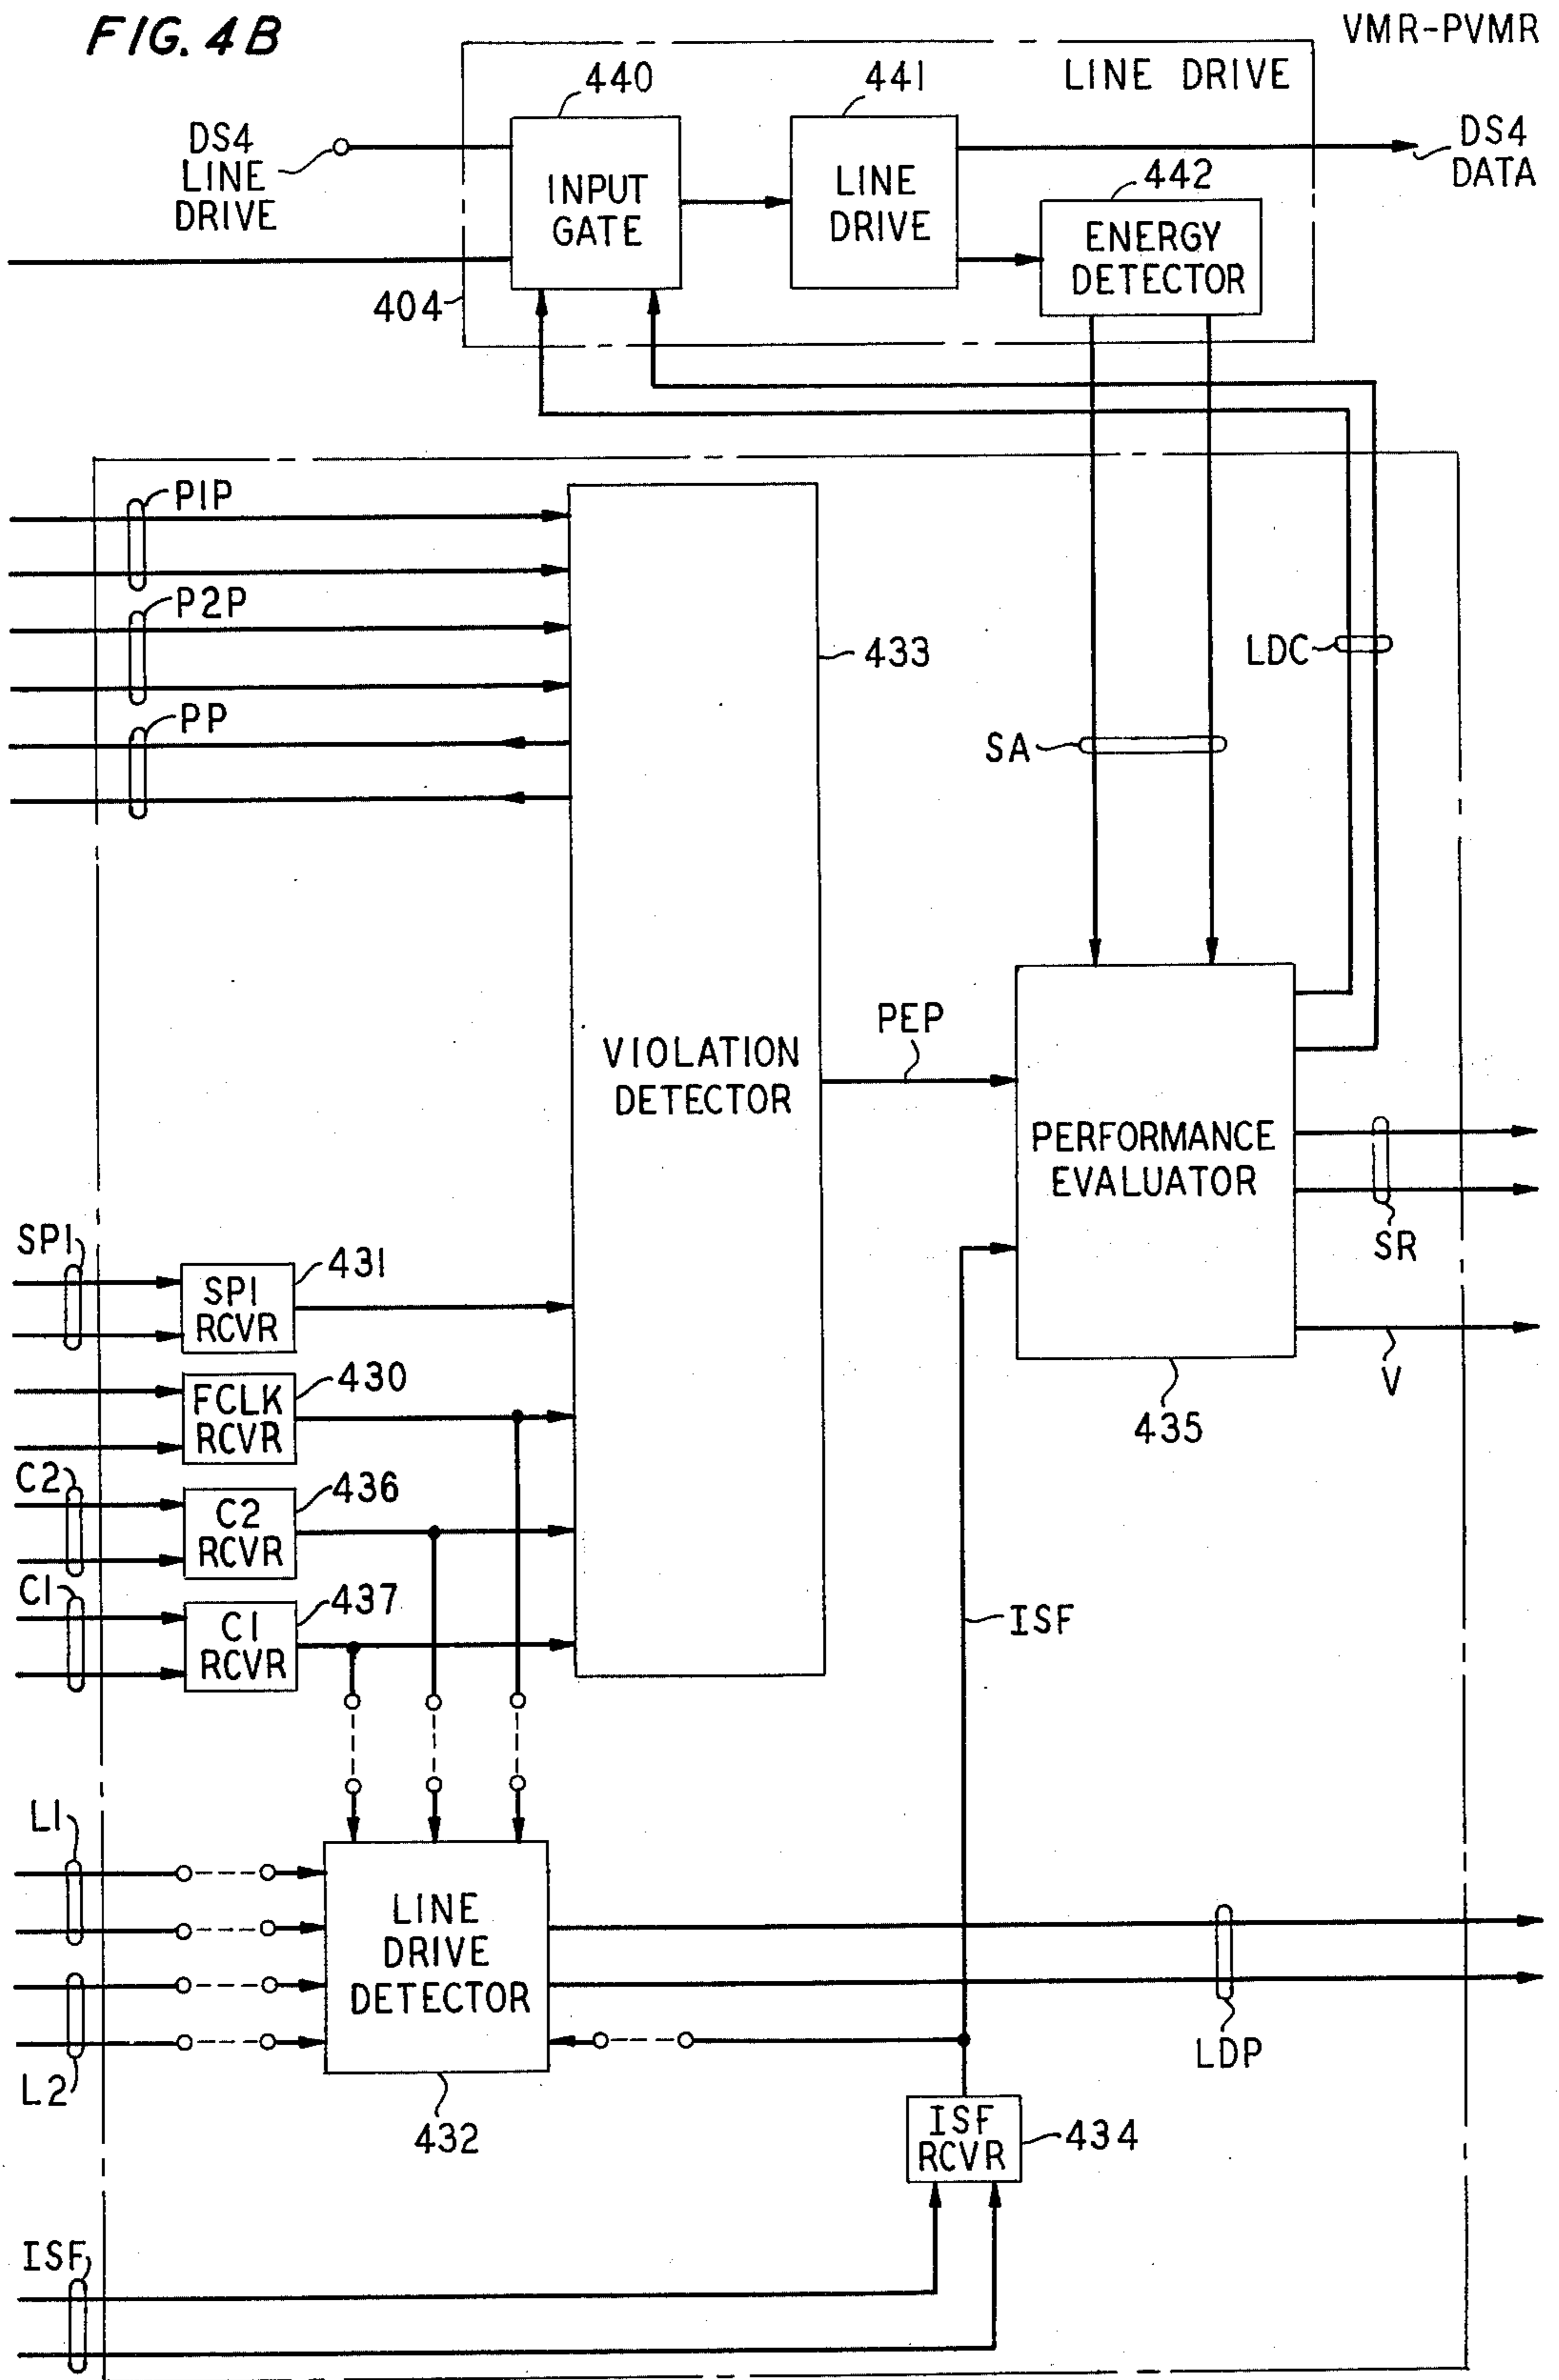 FIG. 4B
VMR-PVMR
LINE DRIVE
440
441
DS4
LINE
DRIVE
INPUT
GATE
LINE
DRIVE
442
DS4
DATA
ENERGY
DETECTOR
404
P1P
P2P
433
LDC
PP
SA
PEP
VIOLATION
DETECTOR
PERFORMANCE
EVALUATOR
SR
SP1
431
SP1
RCVR
430
FCLK
RCVR
V
435
C2
436
C2
RCVR
C1
437
C1
RCVR
ISF
L1
LINE
DRIVE
DETECTOR
L2
LDP
432
ISF
RCVR
434
ISF